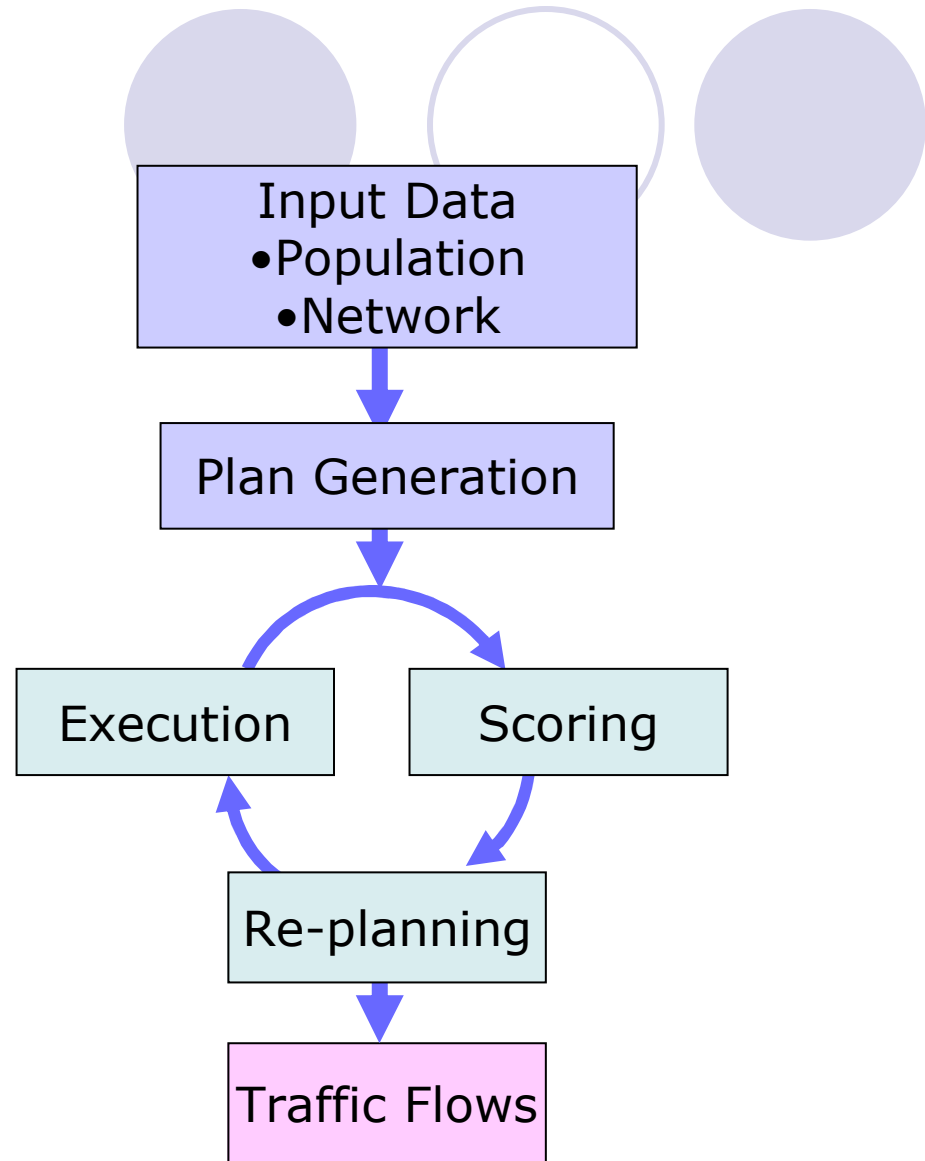 Input Data
•Population
•Network
Plan Generation
Execution
Scoring
Re-planning
Traffic Flows